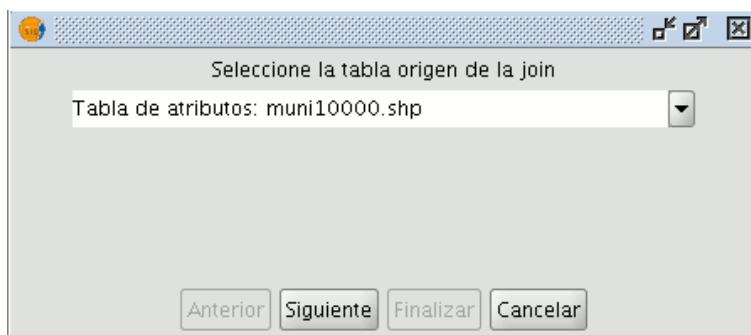 Seleccione la tabla origen de la join
Tabla de atributos: muni10000.shp
Anterior Siguiente Finalizar Cancelar